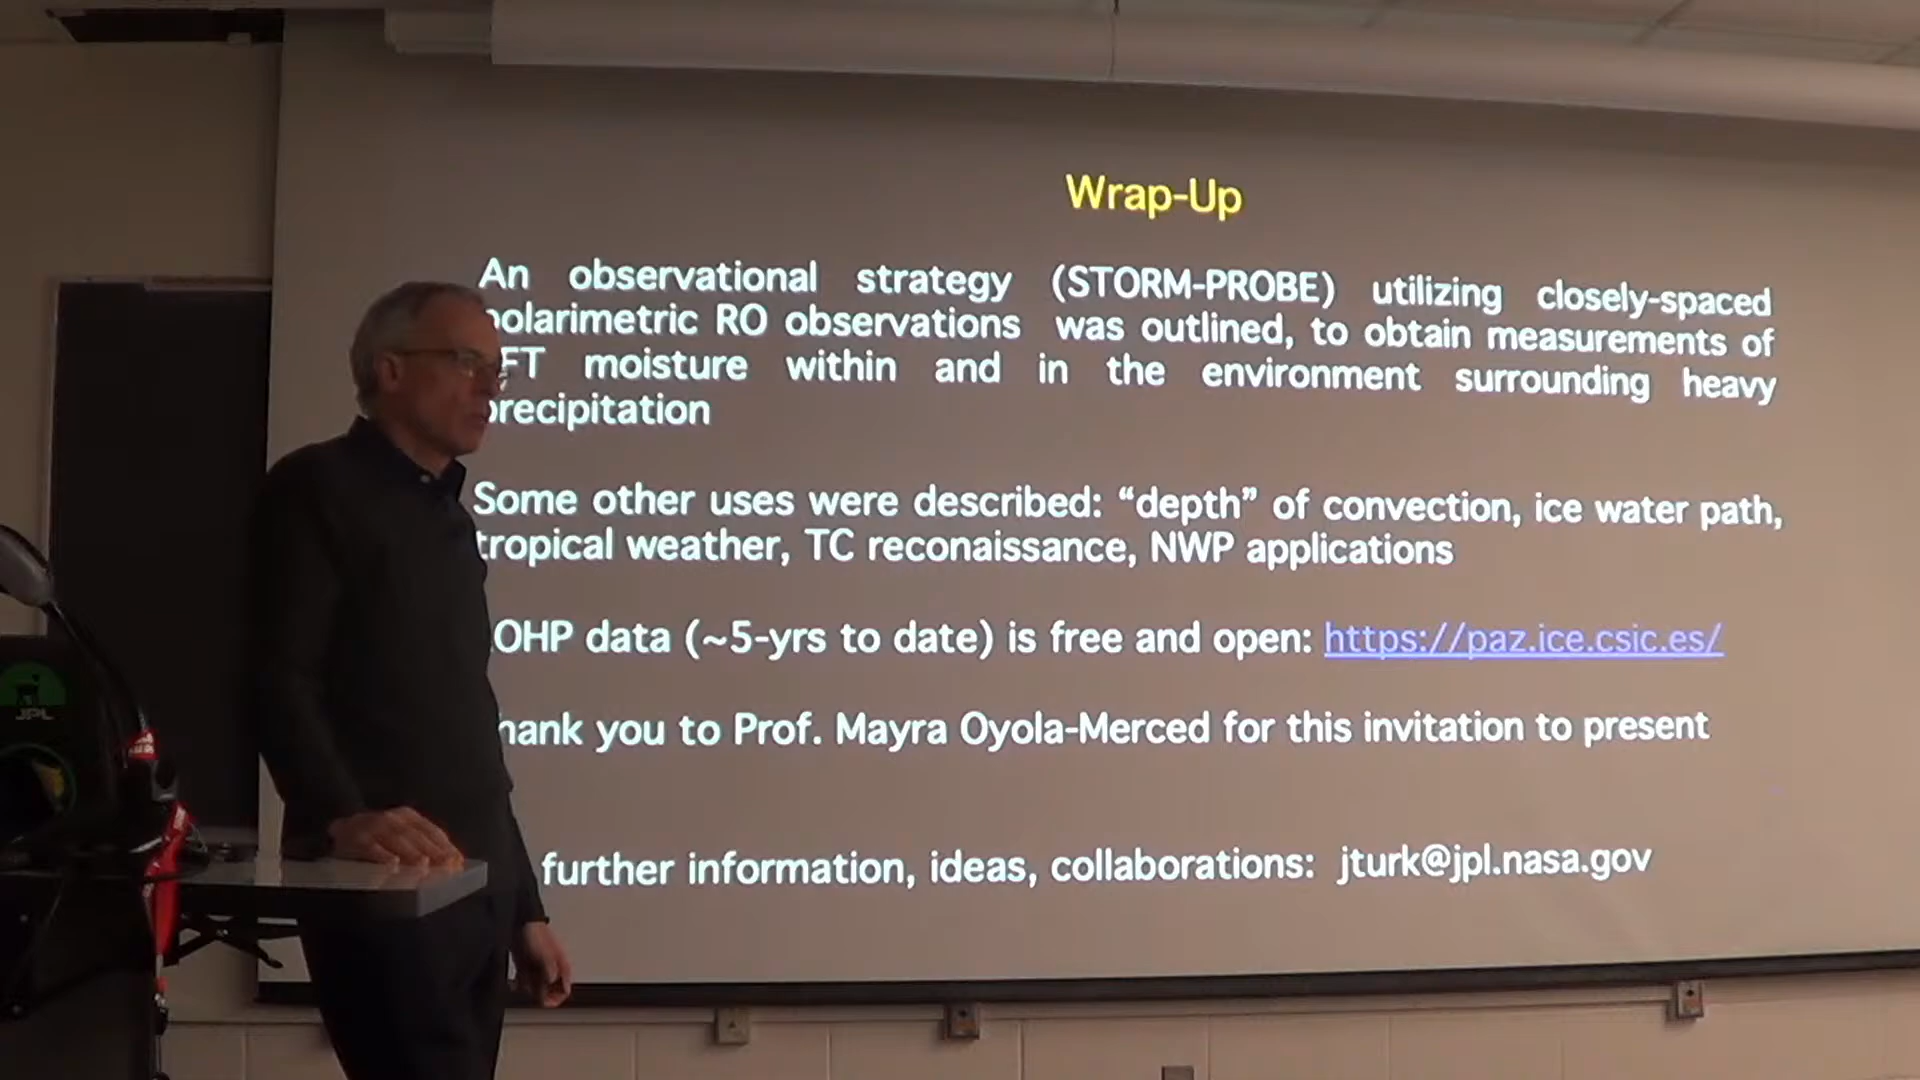 Wrap-Up
An observational strategy (STORM-PROBE) utilizing closely-spaced
polarimetric RO observations was outlined, to obtain measurements of
FT moisture within and in the environment surrounding heavy
precipitation
Some other uses were described: “depth” of convection, ice water path,
tropical weather, TC reconaissance, NWP applications
OHP data (~5-yrs to date) is free and open: https://paz.ice.csic.es/
hank you to Prof. Mayra Oyola-Merced for this invitation to present
further information, ideas, collaborations: jturk@jpl.nasa.gov
JPL